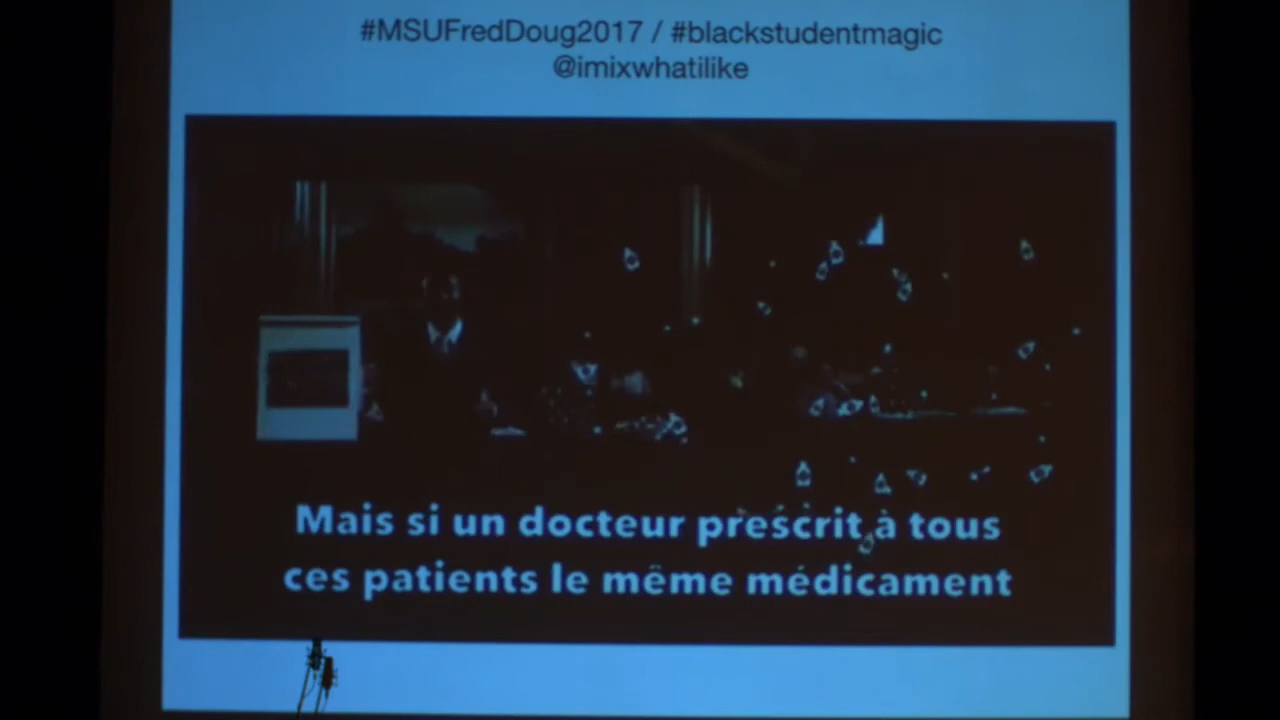 #MSUFredDoug2017 / #blackstudentmagic
@imixwhatilike
Mais si un docteur prescrit à tous
ces patients le même médicament